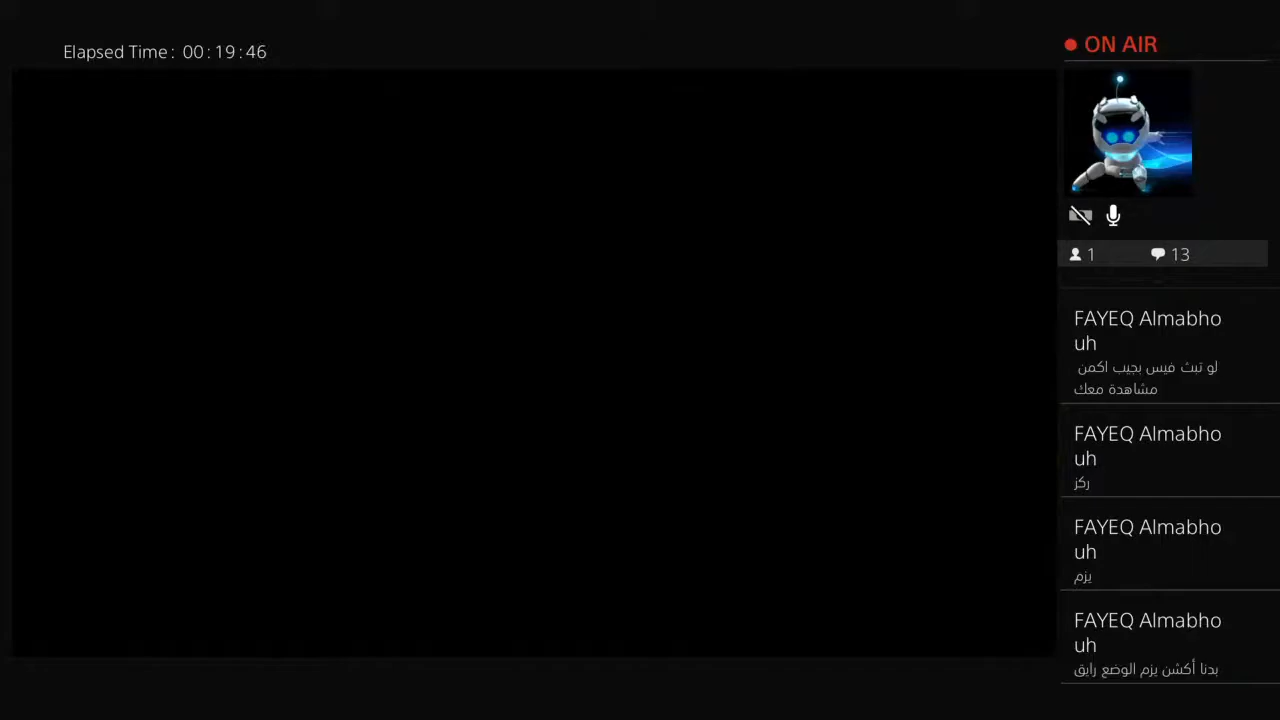 Elapsed Time: 00:19:46
ON AIR
1 13
FAYEQ Almabho
uh
لو تبث فيس بجيب اكمن
مشاهدة معك
FAYEQ Almabho
uh
ركز
FAYEQ Almabho
uh
يزم
FAYEQ Almabho
uh
بدنا أكشن يزم الوضع رايق